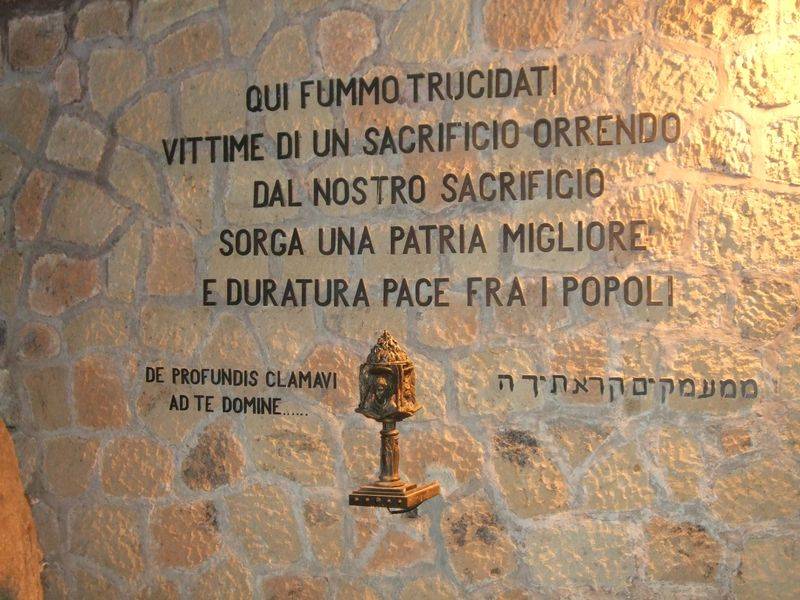 QUI FUMMO TRUCIDATI
VITTIME DI UN SACRIFICIO ORRENDO
DAL NOSTRO SACRIFICIO
SORGA UNA PATRIA MIGLIORE
E DURATURA PACE FRA I POPOLI
DE PROFUNDIS CLAMAVI
AD TE DOMINE......
ממעמקים קראתיך ה